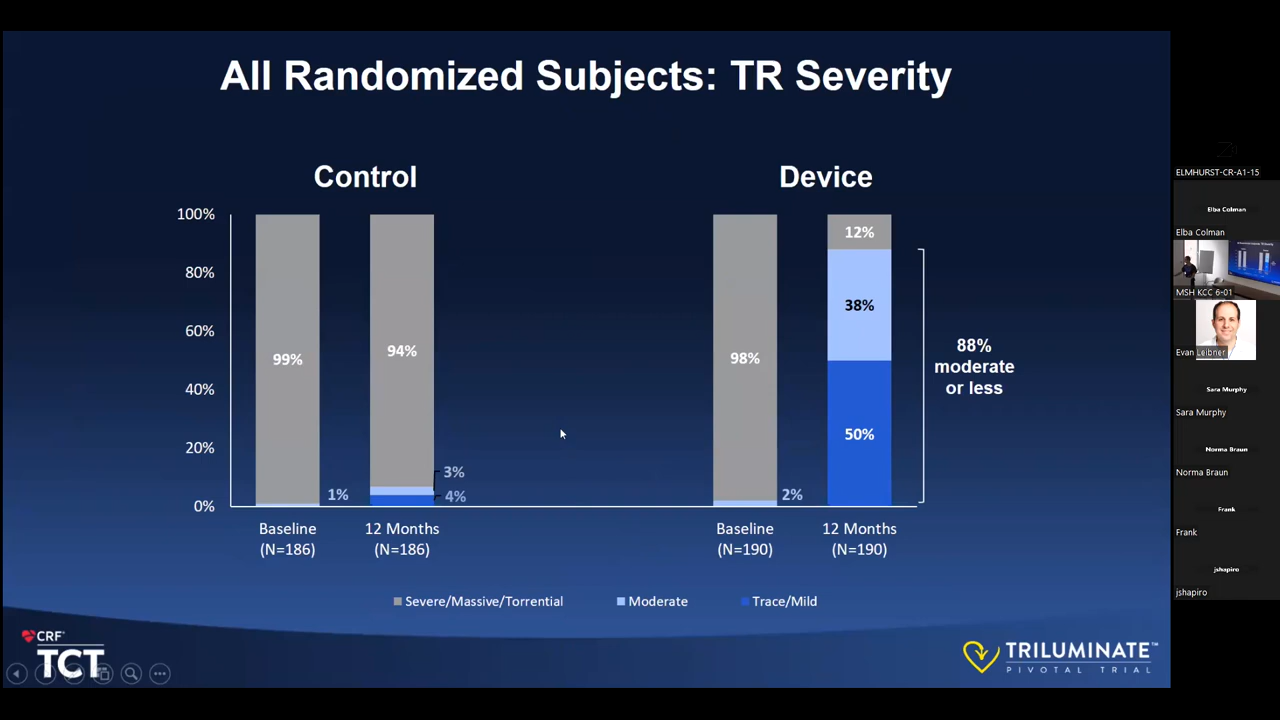 All Randomized Subjects: TR Severity
Control
Device
100%
80%
60%
40%
20%
0%
99%
1%
94%
3%
4%
98%
2%
12%
38%
50%
88%
moderate
or less
Baseline
(N=186)
12 Months
(N=186)
Baseline
(N=190)
12 Months
(N=190)
Severe/Massive/Torrential
Moderate
Trace/Mild
CRF™
TCT
TRILUMINATE™
PIVOTAL TRIAL
ELMHURST-CR-A1-15
Elba Colman
Elba Colman
MSH KCC 6-01
Evan Leibner
Sara Murphy
Sara Murphy
Norma Braun
Norma Braun
Frank
Frank
jshapiro
jshapiro